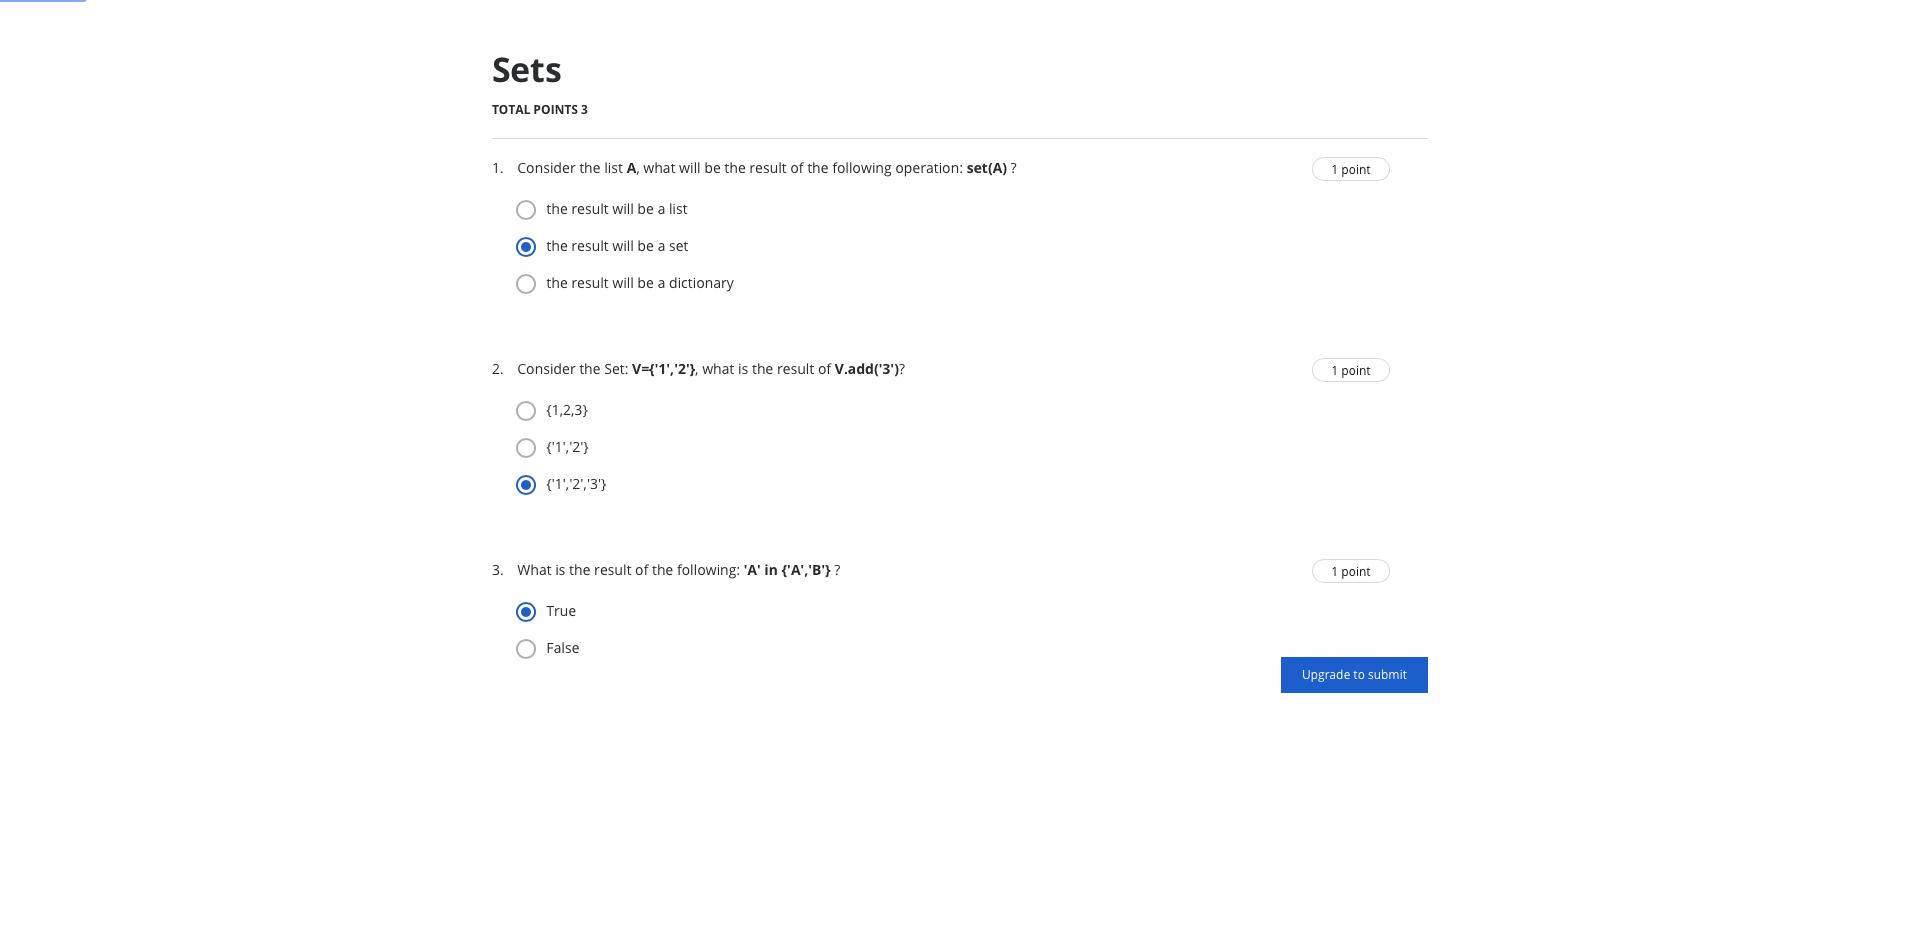 Sets
TOTAL POINTS 3
1. Consider the list A, what will be the result of the following operation: set(A) ?
1 point
the result will be a list
the result will be a set
the result will be a dictionary
2. Consider the Set: V={'1','2'}, what is the result of V.add('3')?
1 point
{1,2,3}
{'1','2'}
{'1','2','3'}
3. What is the result of the following: 'A' in {'A','B'} ?
1 point
True
False
Upgrade to submit